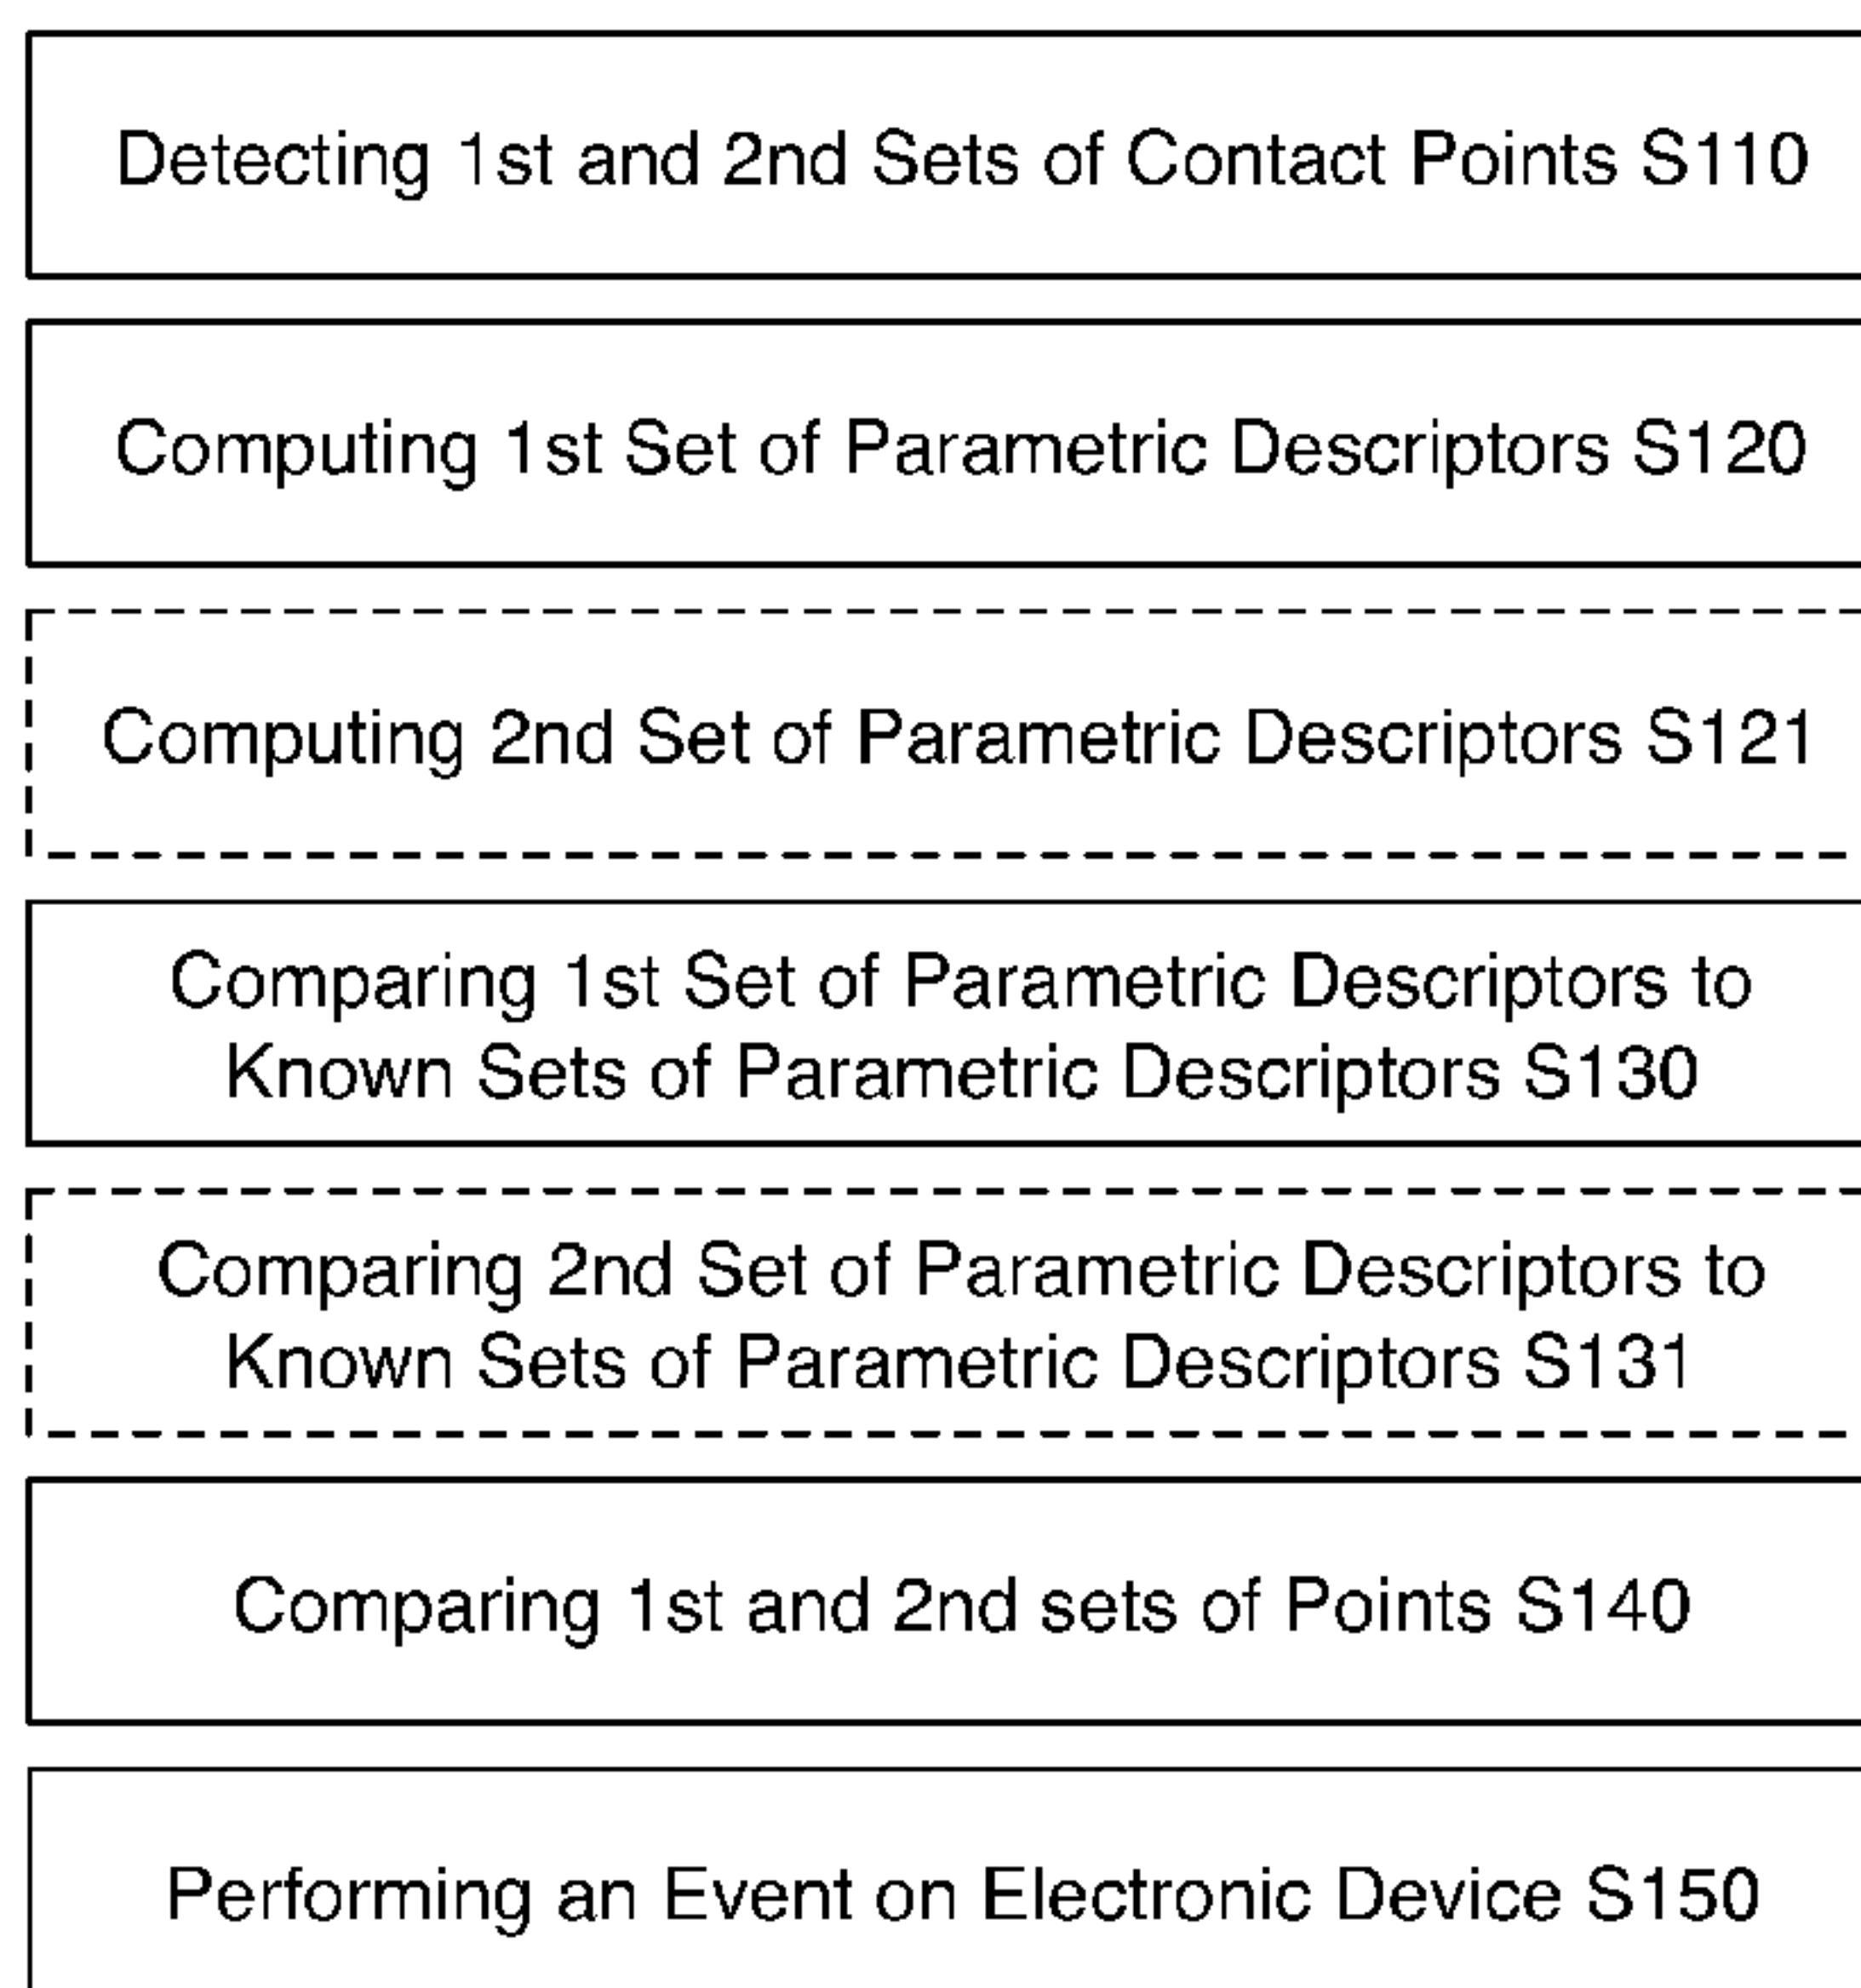 Detecting 1st and 2nd Sets of Contact Points S110
Computing 1st Set of Parametric Descriptors S120
Computing 2nd Set of Parametric Descriptors S121
Comparing 1st Set of Parametric Descriptors to
Known Sets of Parametric Descriptors S130
Comparing 2nd Set of Parametric Descriptors to
Known Sets of Parametric Descriptors S131
Comparing 1st and 2nd sets of Points S140
Performing an Event on Electronic Device S150